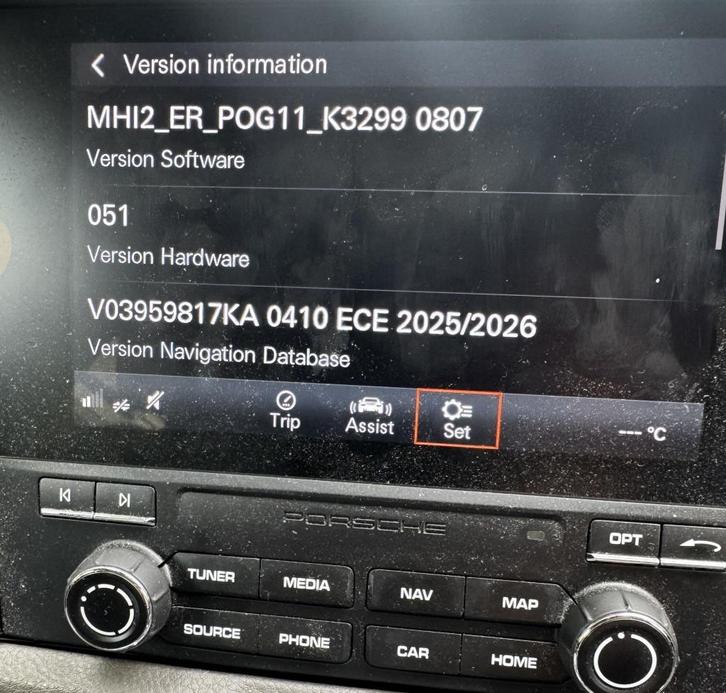 Version information
MHI2_ER_POG11_K3299 0807
Version Software
051
Version Hardware
V03959817KA 0410 ECE 2025/2026
Version Navigation Database
Trip
Assist
Set
--- °C
PORSCHE
OPT
TUNER
MEDIA
NAV
MAP
SOURCE
PHONE
CAR
HOME